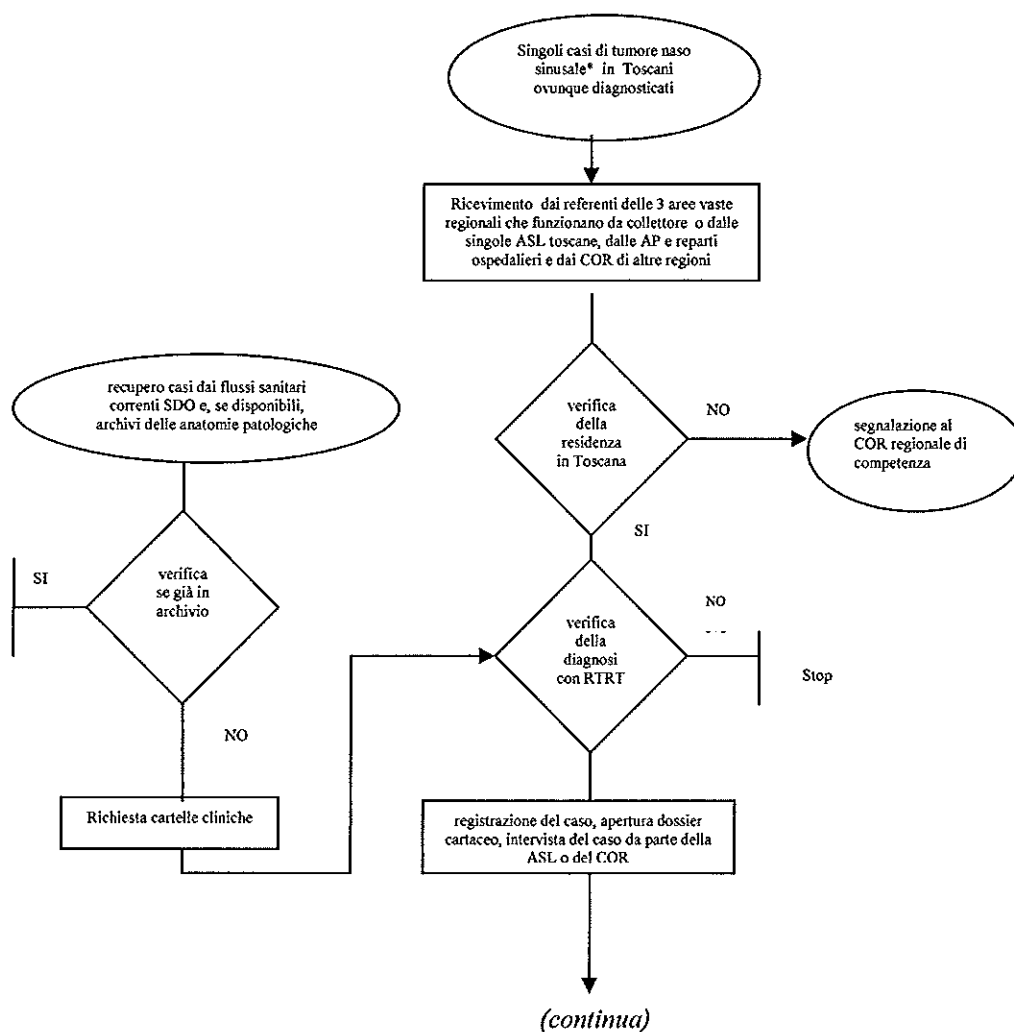 Singoli casi di tumore naso
sinusale* in Toscani
ovunque diagnosticati
Ricevimento dai referenti delle 3 aree vaste
regionali che funzionano da collettore o dalle
singole ASL toscane, dalle AP e reparti
ospedalieri e dai COR di altre regioni
recupero casi dai flussi sanitari
correnti SDO e, se disponibili,
archivi delle anatomie patologiche
verifica
della
residenza
in Toscana
NO
segnalazione al
COR regionale di
competenza
SI
SI
verifica
se già in
archivio
NO
verifica
della
diagnosi
con RTRT
NO
Stop
Richiesta cartelle cliniche
registrazione del caso, apertura dossier
cartaceo, intervista del caso da parte della
ASL o del COR
(continua)